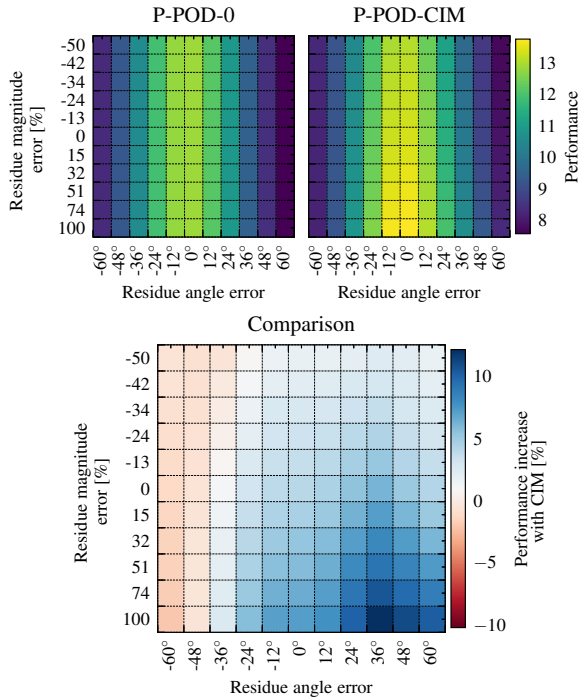 P-POD-0
P-POD-CIM
Residue magnitude
error [%]
-50
-42
-34
-24
-13
0
15
32
51
74
100
-60° -48° -36° -24° -12° 0° 12° 24° 36° 48° 60°
Residue angle error
-60° -48° -36° -24° -12° 0° 12° 24° 36° 48° 60°
Residue angle error
13
12
11
10
9
8
Performance
Comparison
Residue magnitude
error [%]
-50
-42
-34
-24
-13
0
15
32
51
74
100
-60° -48° -36° -24° -12° 0° 12° 24° 36° 48° 60°
Residue angle error
10
5
0
−5
−10
Performance increase
with CIM [%]